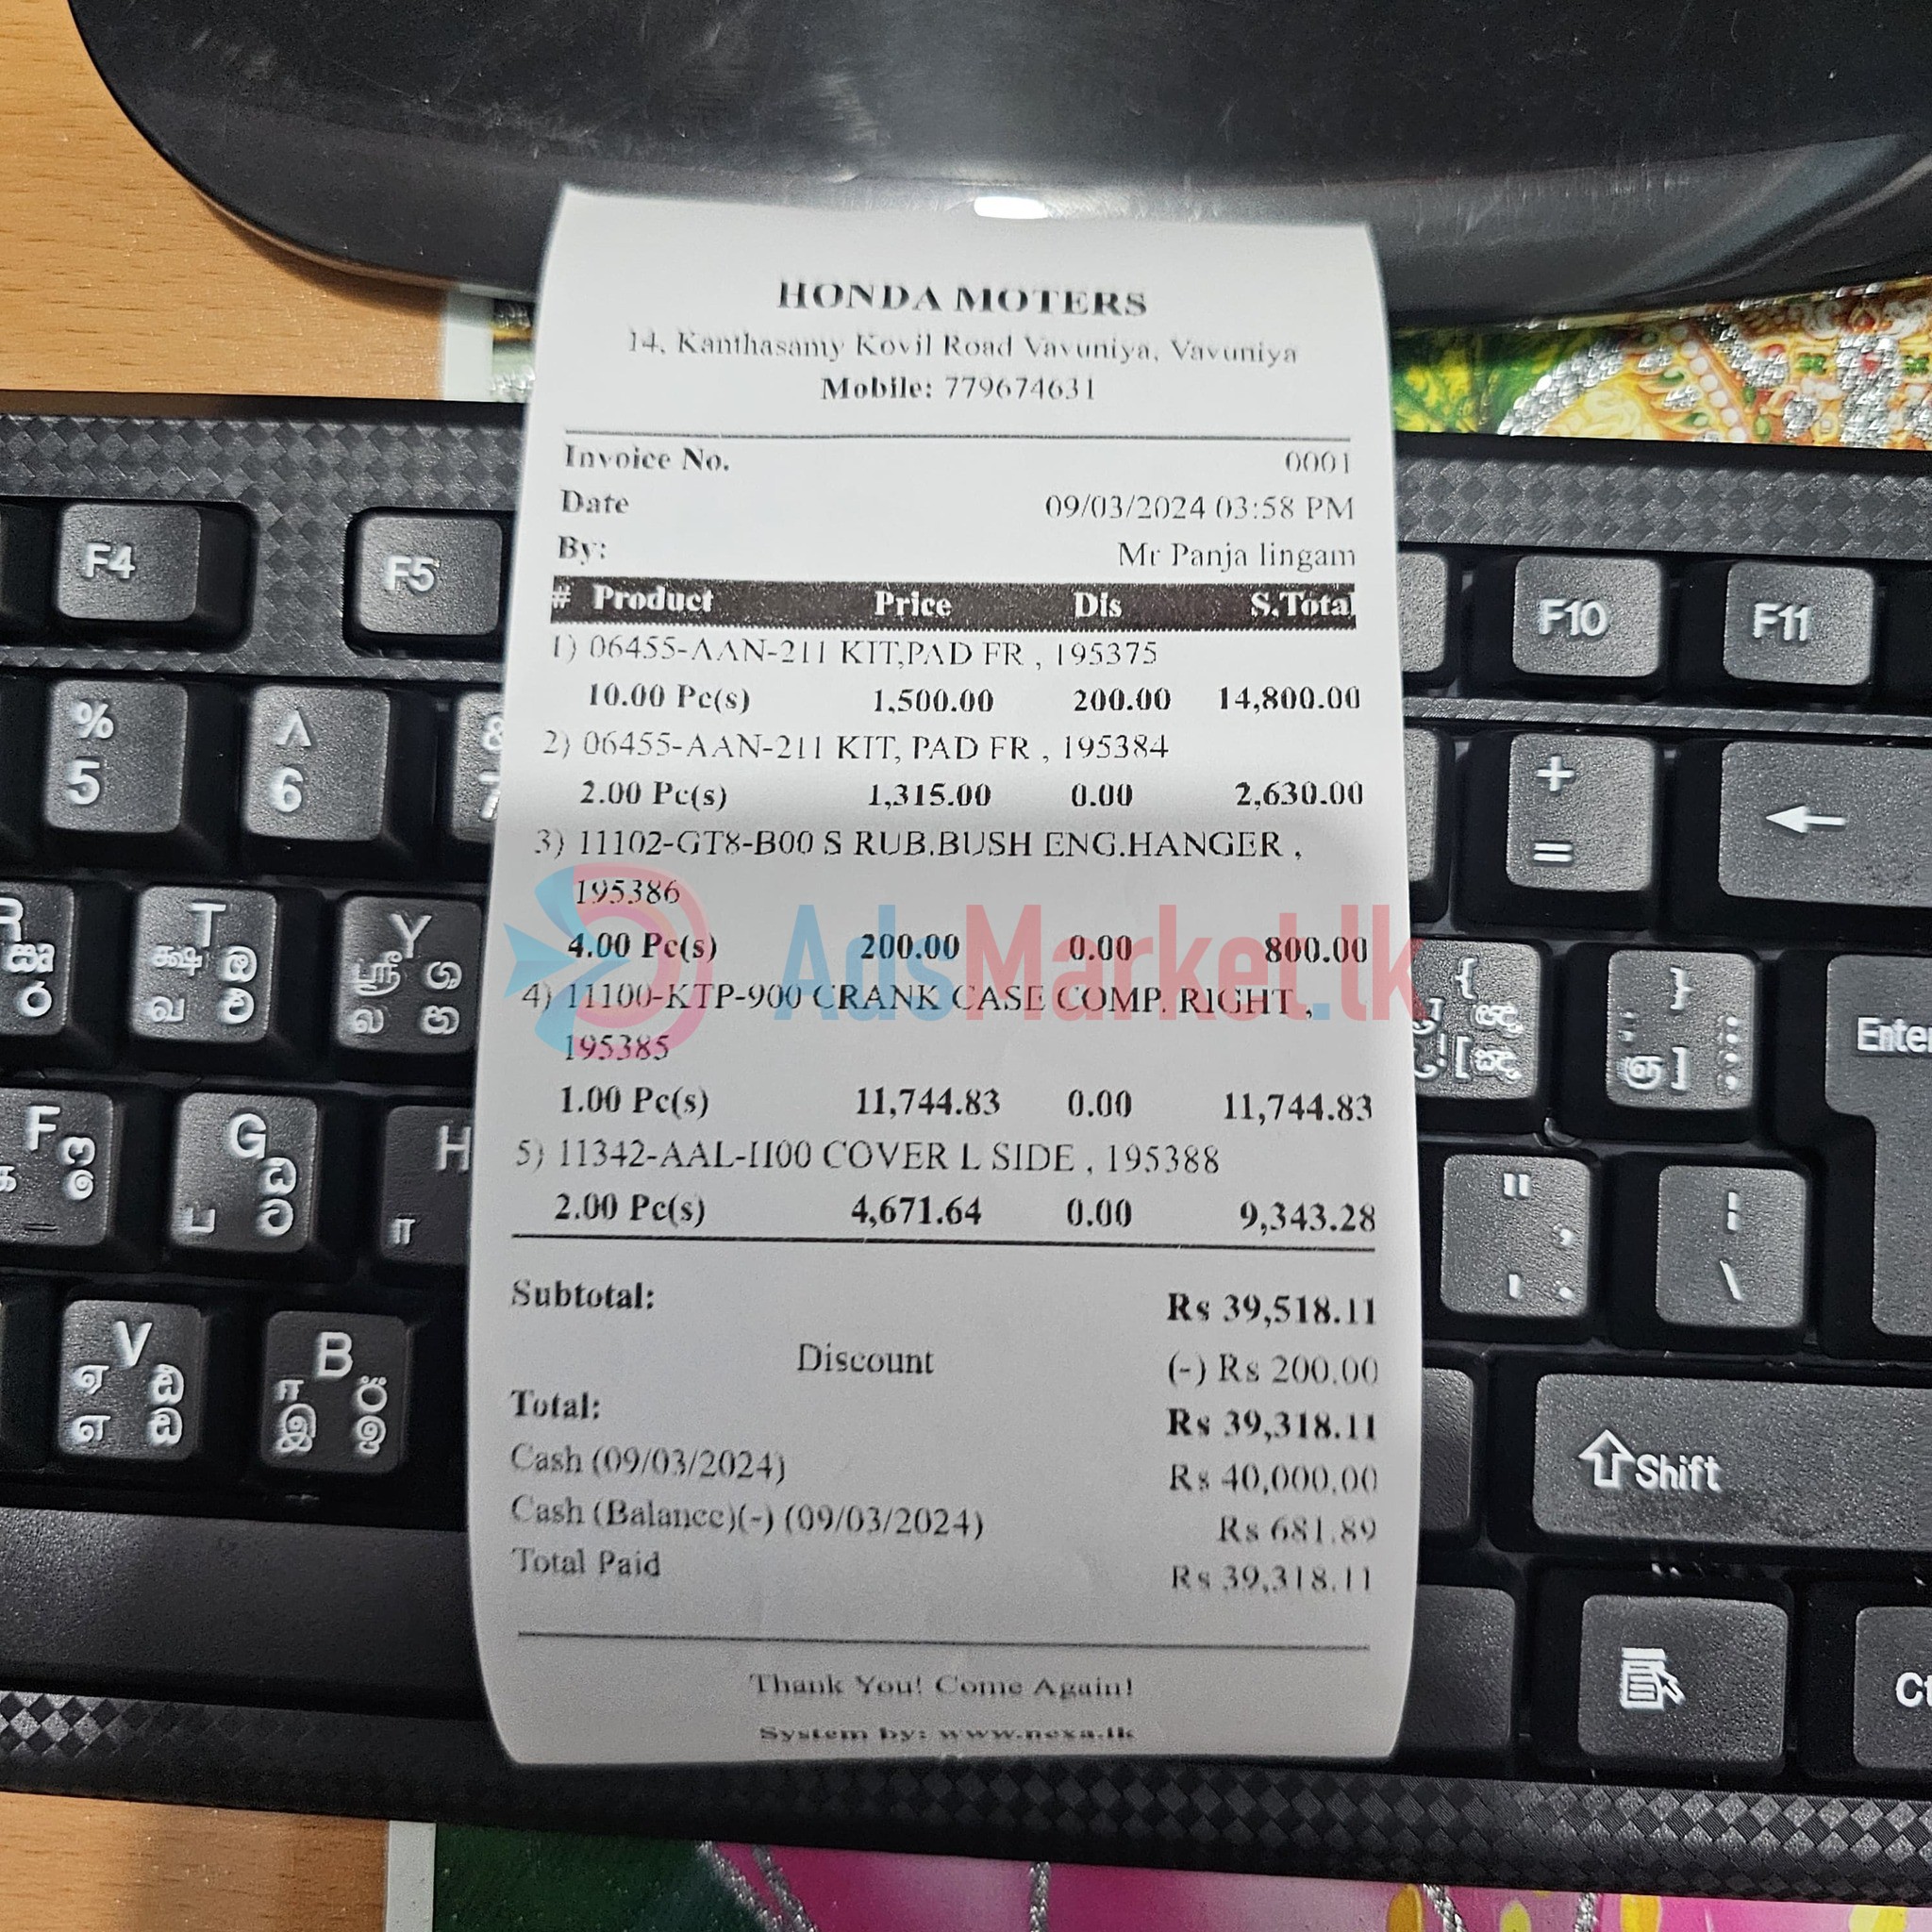 HONDA MOTERS
14, Kanthasamy Kovil Road Vavuniya, Vavuniya
Mobile: 779674631
Invoice No. 0001
Date 09/03/2024 03:58 PM
By: Mr Panja lingam
# Product Price Dis S.Total
1) 06455-AAN-211 KIT,PAD FR , 195375
10.00 Pc(s) 1,500.00 200.00 14,800.00
2) 06455-AAN-211 KIT, PAD FR , 195384
2.00 Pc(s) 1,315.00 0.00 2,630.00
3) 11102-GT8-B00 S RUB.BUSH ENG.HANGER ,
195386
4.00 Pc(s) 200.00 0.00 800.00
4) 11100-KTP-900 CRANK CASE COMP. RIGHT ,
195385
1.00 Pc(s) 11,744.83 0.00 11,744.83
5) 11342-AAL-H00 COVER L SIDE , 195388
2.00 Pc(s) 4,671.64 0.00 9,343.28
Subtotal: Rs 39,518.11
Discount (-) Rs 200.00
Total: Rs 39,318.11
Cash (09/03/2024) Rs 40,000.00
Cash (Balance)(-) (09/03/2024) Rs 681.89
Total Paid Rs 39,318.11
Thank You! Come Again!
System by: www.nexa.lk
AdsMarket.lk
F4
F5
F10
F11
% 5
^ 6
+ =
R
T
Y
{ [
} ]
Enter
F
G
H
" '
V
B
Shift